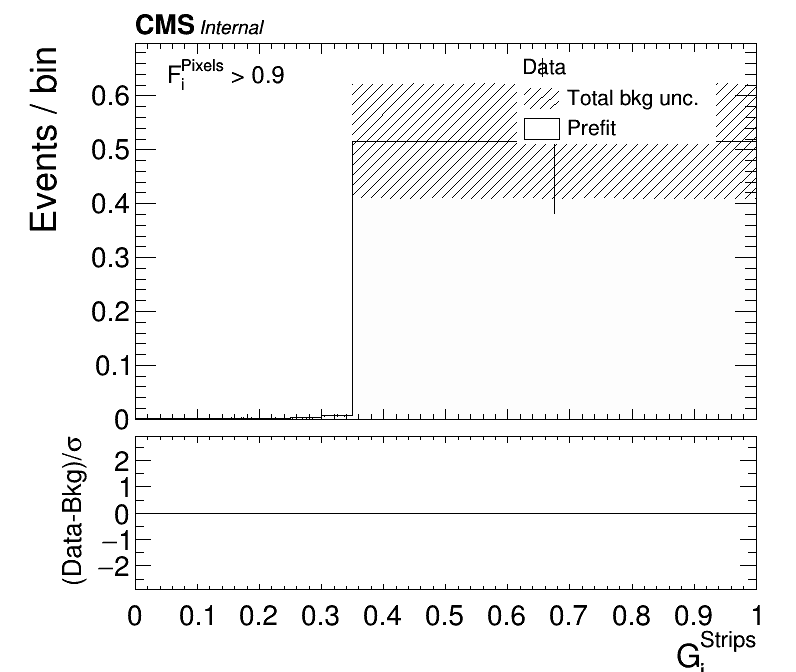 CMS Internal
F_i^Pixels > 0.9
Data
Total bkg unc.
Prefit
Events / bin
0.6
0.5
0.4
0.3
0.2
0.1
0
(Data-Bkg)/σ
2
1
0
−1
−2
0 0.1 0.2 0.3 0.4 0.5 0.6 0.7 0.8 0.9 1
G_i^Strips